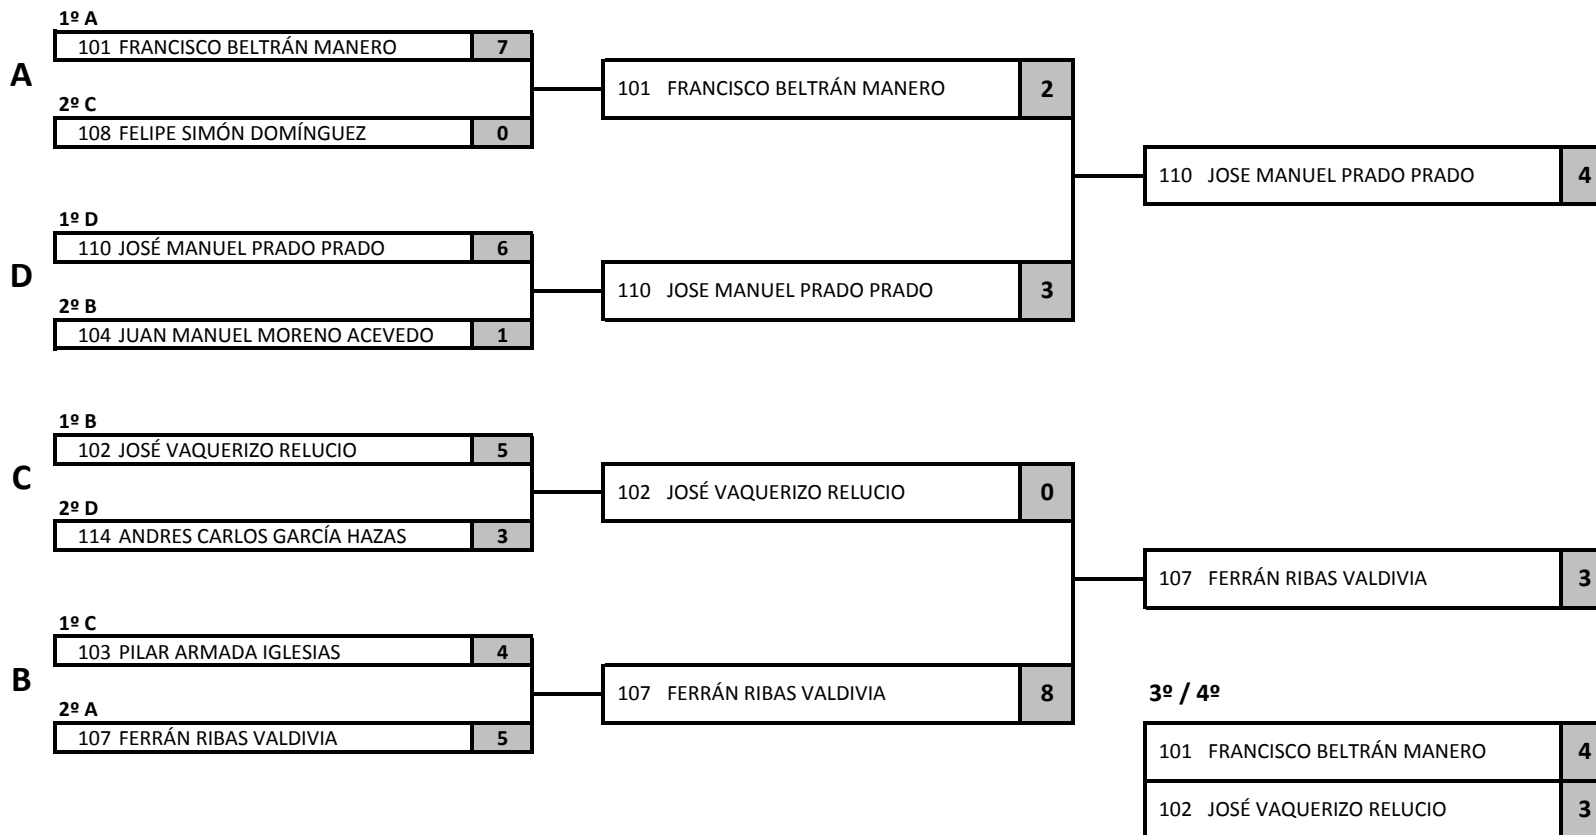 1º A
101 FRANCISCO BELTRÁN MANERO 7
A
2º C
108 FELIPE SIMÓN DOMÍNGUEZ 0
101 FRANCISCO BELTRÁN MANERO 2
1º D
110 JOSÉ MANUEL PRADO PRADO 6
D
2º B
104 JUAN MANUEL MORENO ACEVEDO 1
110 JOSE MANUEL PRADO PRADO 3
110 JOSE MANUEL PRADO PRADO 4
1º B
102 JOSÉ VAQUERIZO RELUCIO 5
C
2º D
114 ANDRES CARLOS GARCÍA HAZAS 3
102 JOSÉ VAQUERIZO RELUCIO 0
1º C
103 PILAR ARMADA IGLESIAS 4
B
2º A
107 FERRÁN RIBAS VALDIVIA 5
107 FERRÁN RIBAS VALDIVIA 8
107 FERRÁN RIBAS VALDIVIA 3
3º / 4º
101 FRANCISCO BELTRÁN MANERO 4
102 JOSÉ VAQUERIZO RELUCIO 3